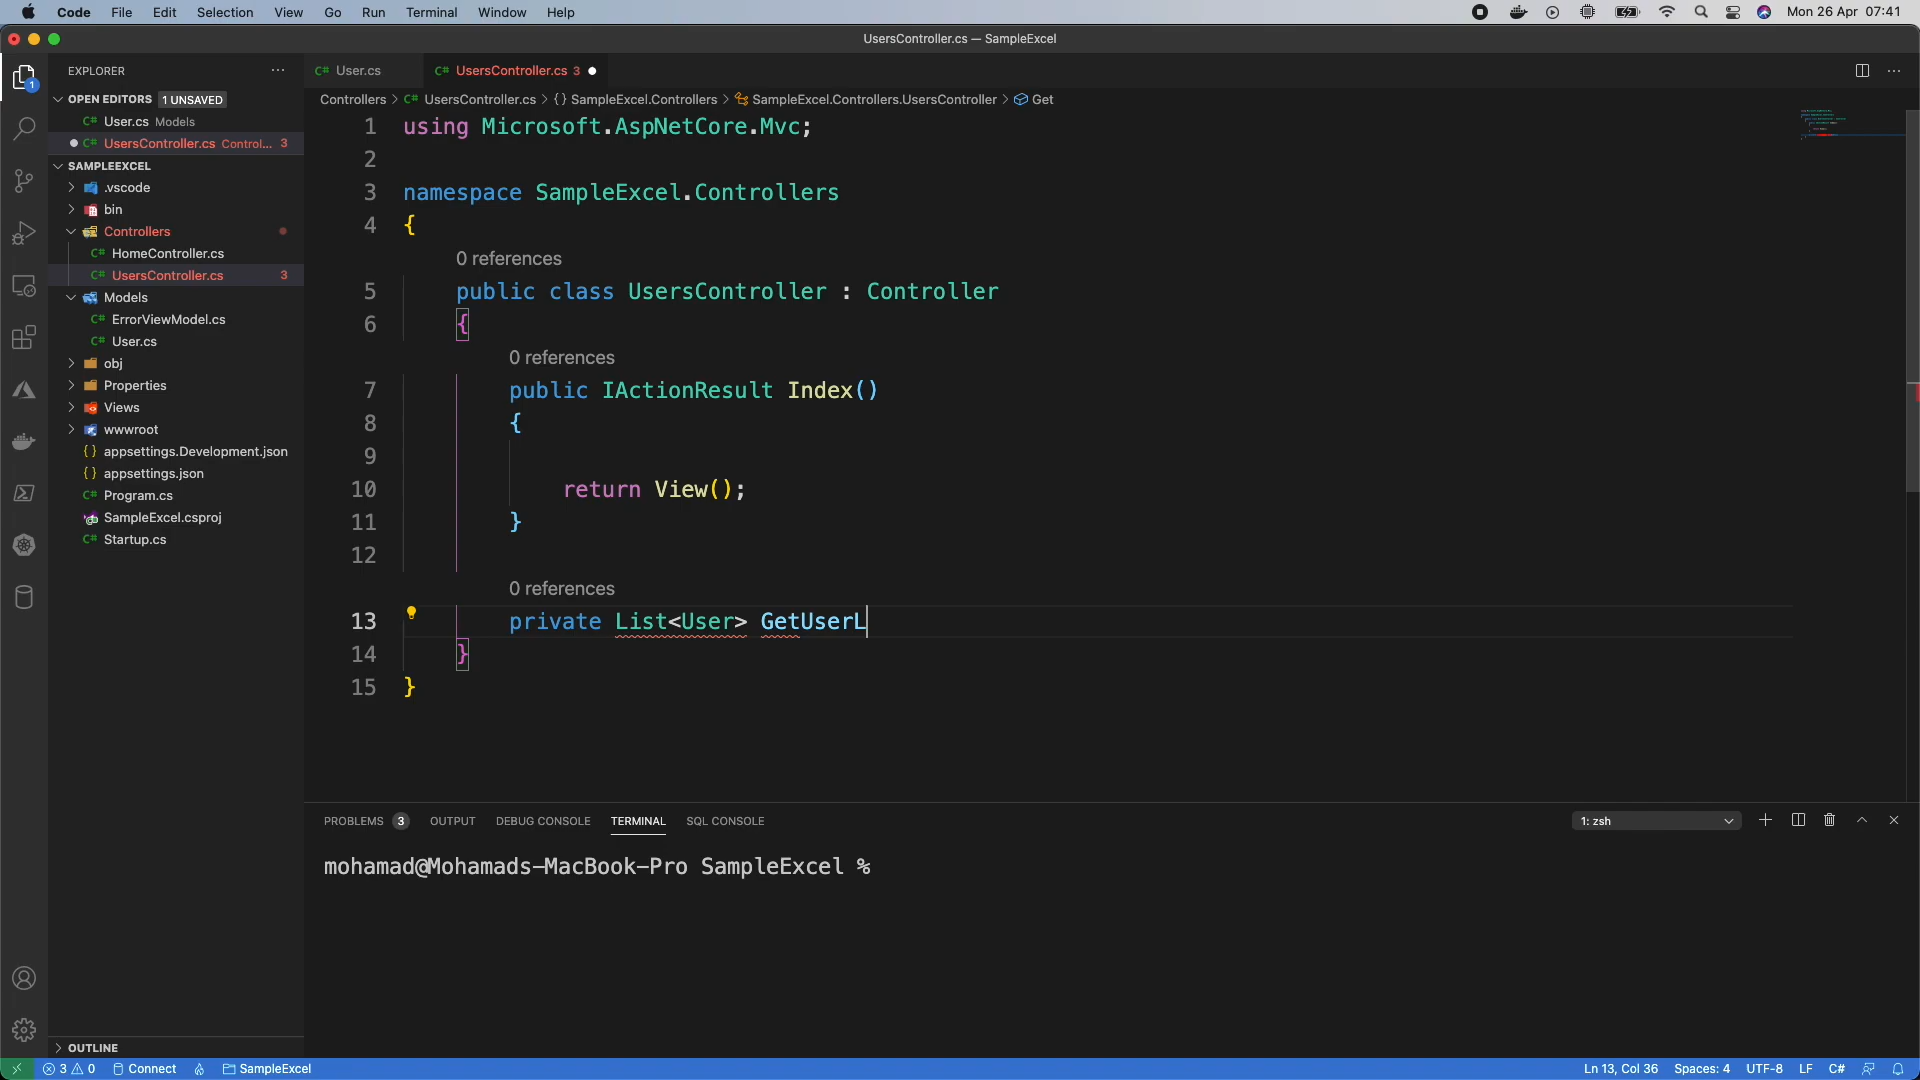 Code File Edit Selection View Go Run Terminal Window Help Mon 26 Apr 07:41
UsersController.cs — SampleExcel
EXPLORER
OPEN EDITORS 1 UNSAVED
User.cs Models
UsersController.cs Control... 3
SAMPLEEXCEL
.vscode
bin
Controllers
HomeController.cs
UsersController.cs 3
Models
ErrorViewModel.cs
User.cs
obj
Properties
Views
wwwroot
appsettings.Development.json
appsettings.json
Program.cs
SampleExcel.csproj
Startup.cs
OUTLINE
User.cs UsersController.cs 3
Controllers > UsersController.cs > {} SampleExcel.Controllers > SampleExcel.Controllers.UsersController > Get
1 using Microsoft.AspNetCore.Mvc;
2
3 namespace SampleExcel.Controllers
4 {
0 references
5 public class UsersController : Controller
6 {
0 references
7 public IActionResult Index()
8 {
9
10 return View();
11 }
12
0 references
13 private List<User> GetUserL
14 }
15 }
PROBLEMS 3 OUTPUT DEBUG CONSOLE TERMINAL SQL CONSOLE 1: zsh
mohamad@Mohamads-MacBook-Pro SampleExcel %
3 0 Connect SampleExcel Ln 13, Col 36 Spaces: 4 UTF-8 LF C#